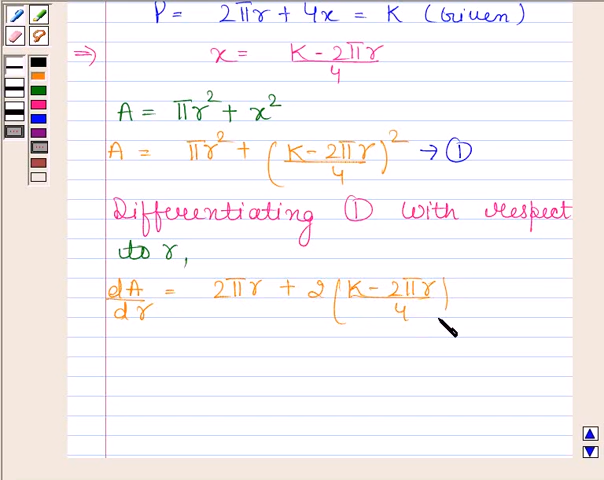 P = 2πr + 4x = K (Given)
⇒ x = (K - 2πr)/4
A = πr² + x²
A = πr² + ((K - 2πr)/4)² → ①
Differentiating ① with respect
to r,
dA/dr = 2πr + 2((K - 2πr)/4)